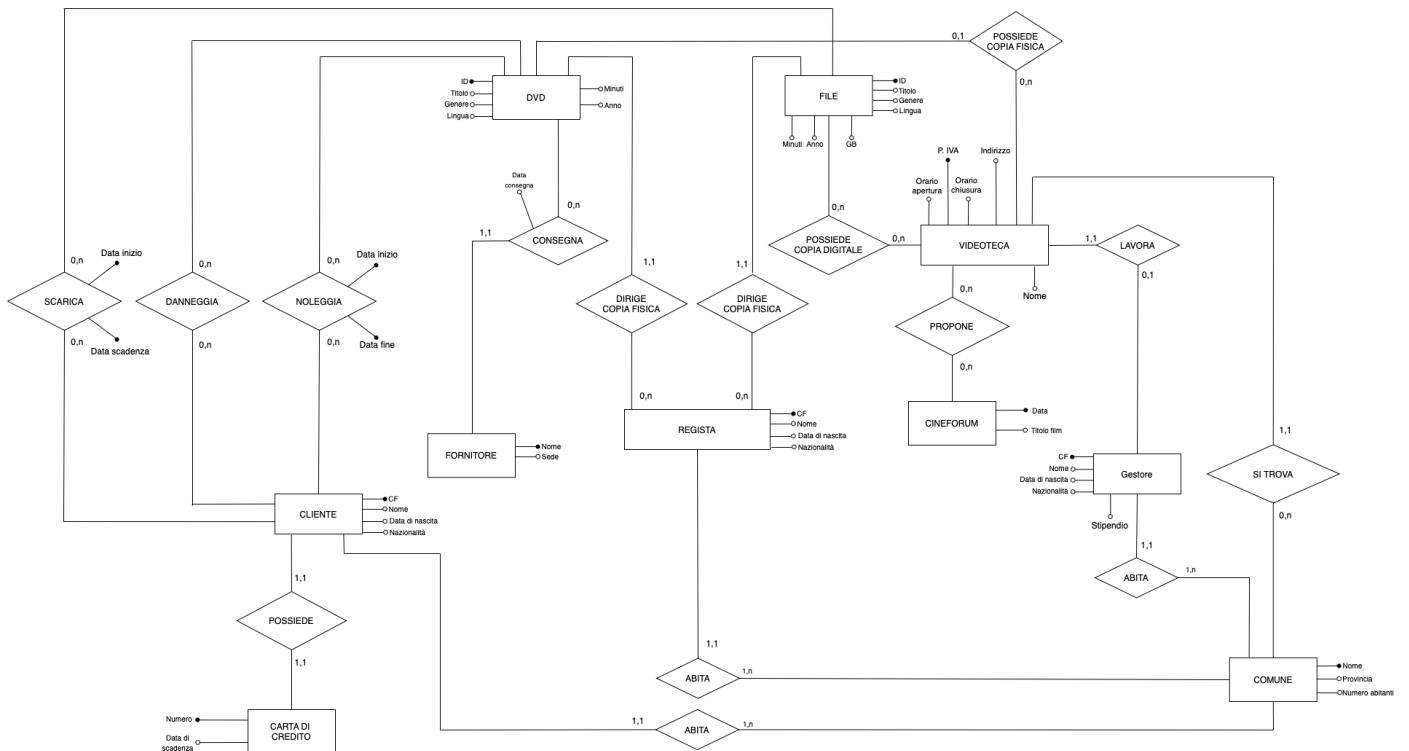 0,1
POSSIEDE
COPIA FISICA
0,n
ID
Titolo
Genere
Lingua
DVD
Minuti
Anno
FILE
ID
Titolo
Genere
Lingua
Minuti
Anno
GB
P. IVA
Indirizzo
Orario
apertura
Orario
chiusura
Data
consegna
0,n
1,1
CONSEGNA
0,n
POSSIEDE
COPIA DIGITALE
0,n
VIDEOTECA
Nome
1,1
LAVORA
0,1
0,n
Data inizio
SCARICA
0,n
Data scadenza
0,n
DANNEGGIA
0,n
0,n
Data inizio
NOLEGGIA
0,n
Data fine
1,1
DIRIGE
COPIA FISICA
0,n
1,1
DIRIGE
COPIA FISICA
0,n
0,n
PROPONE
0,n
CINEFORUM
Data
Titolo film
REGISTA
CF
Nome
Data di nascita
Nazionalità
FORNITORE
Nome
Sede
CF
Nome
Data di nascita
Nazionalità
Gestore
Stipendio
1,1
SI TROVA
0,n
CLIENTE
CF
Nome
Data di nascita
Nazionalità
1,1
ABITA
1,n
1,1
POSSIEDE
1,1
1,1
ABITA
1,n
COMUNE
Nome
Provincia
Numero abitanti
Numero
Data di
scadenza
CARTA DI
CREDITO
1,1
ABITA
1,n